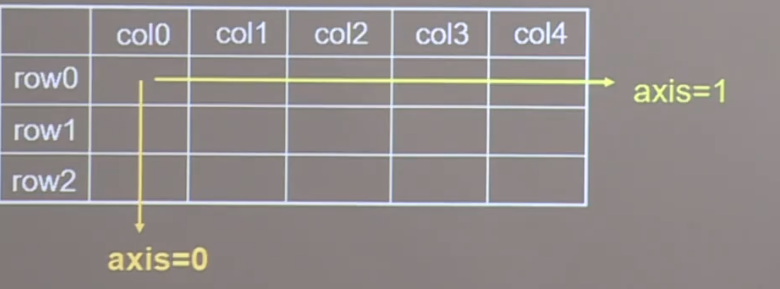 col0 col1 col2 col3 col4
row0
axis=1
row1
row2
axis=0